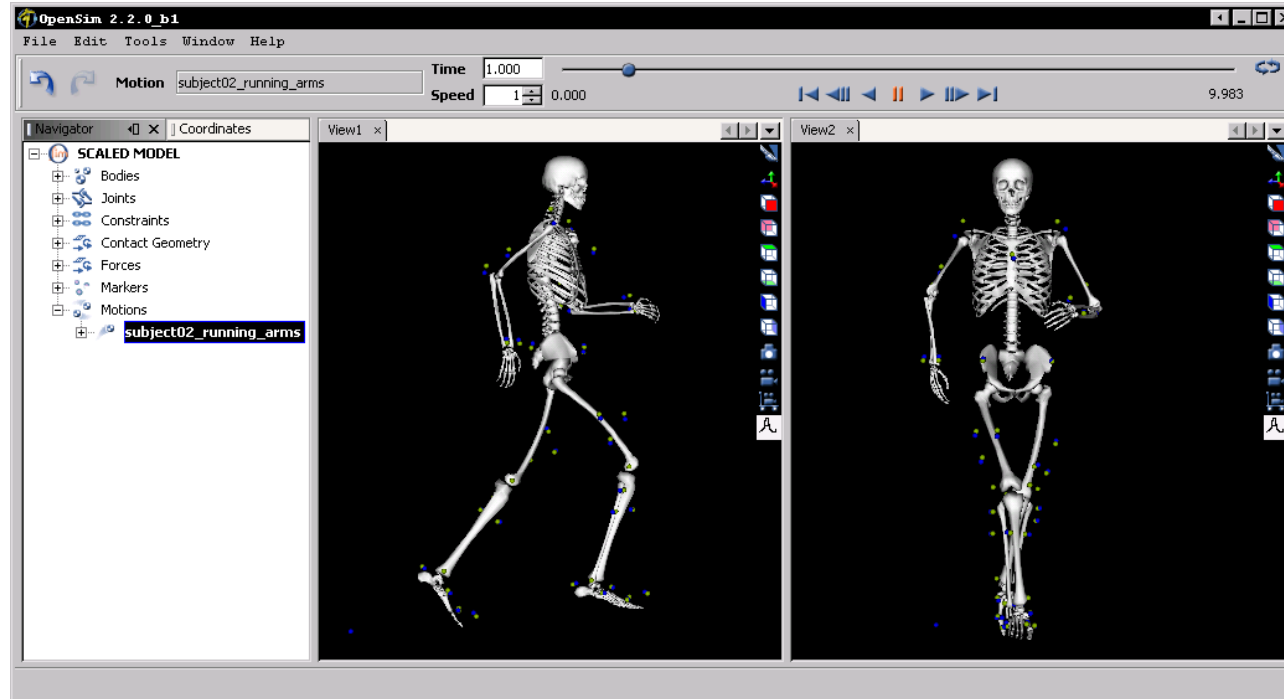 OpenSim 2.2.0_b1
File Edit Tools Window Help
Motion subject02_running_arms
Time 1.000
Speed 1 0.000
9.983
Navigator Coordinates
View1
View2
SCALED MODEL
Bodies
Joints
Constraints
Contact Geometry
Forces
Markers
Motions
subject02_running_arms